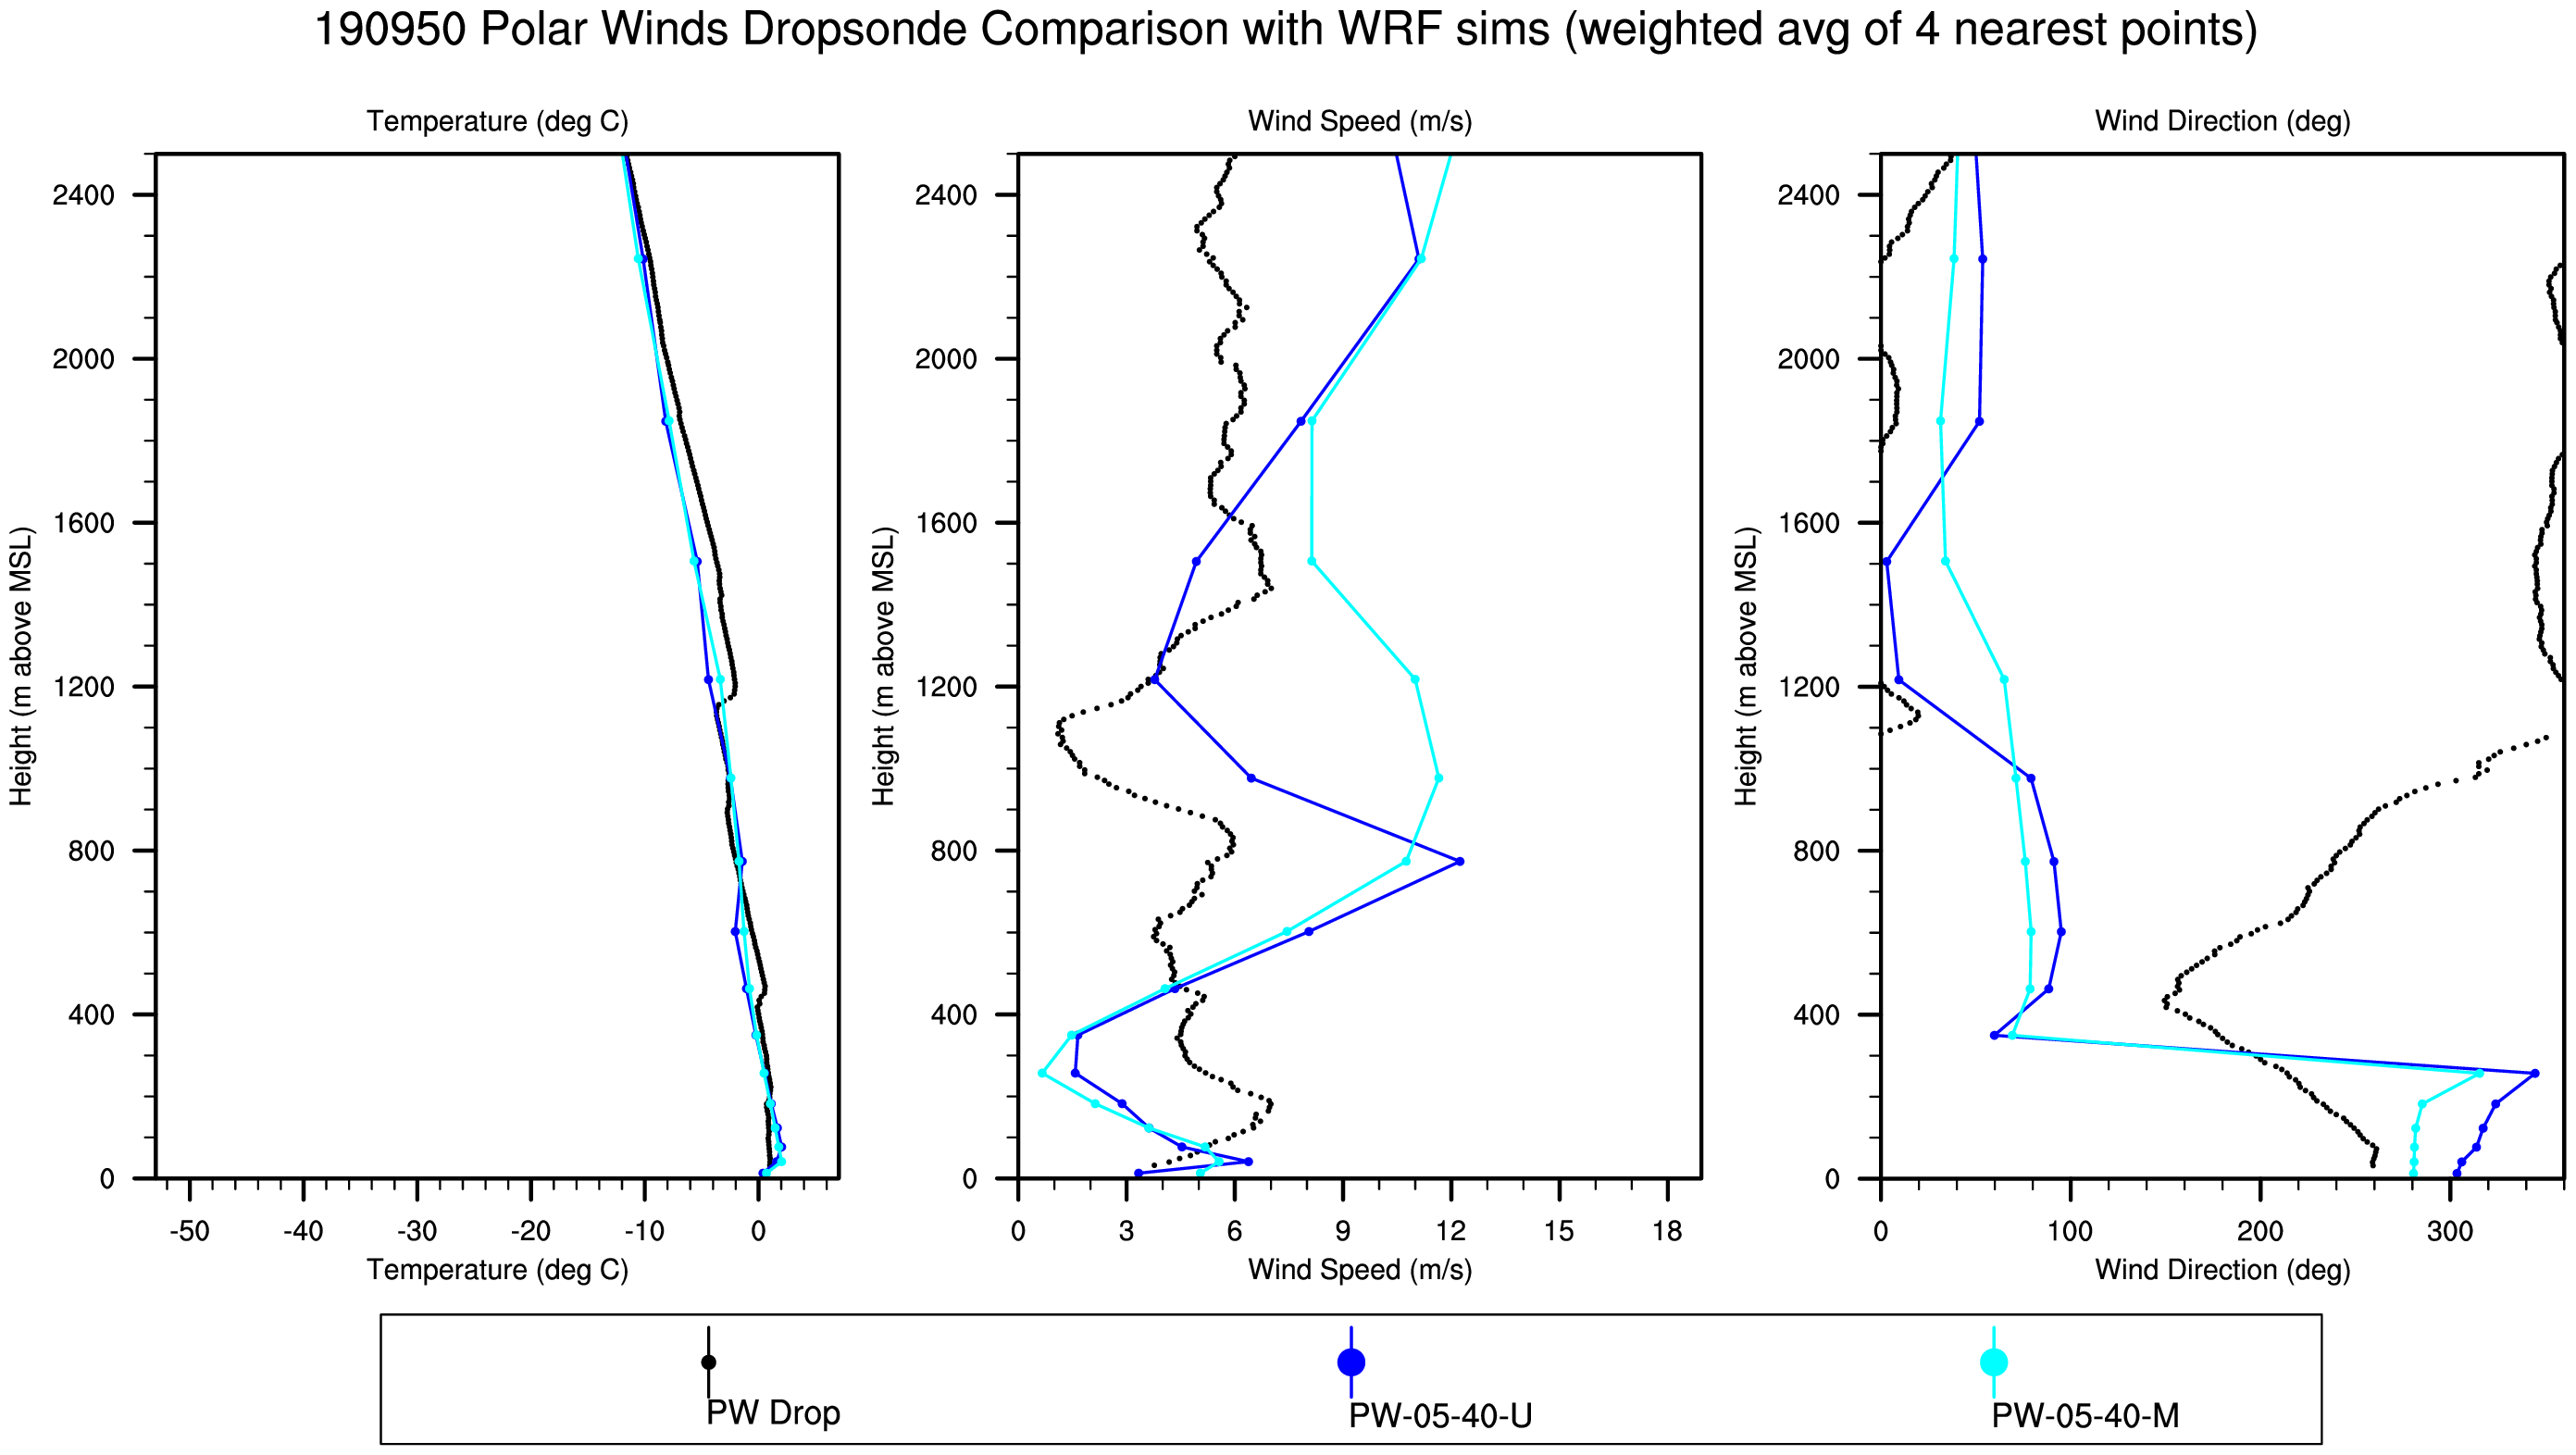 190950 Polar Winds Dropsonde Comparison with WRF sims (weighted avg of 4 nearest points)
Temperature (deg C)
Height (m above MSL)
2400
2000
1600
1200
800
400
0
-50 -40 -30 -20 -10 0
Temperature (deg C)
Wind Speed (m/s)
Height (m above MSL)
2400
2000
1600
1200
800
400
0
0 3 6 9 12 15 18
Wind Speed (m/s)
Wind Direction (deg)
Height (m above MSL)
2400
2000
1600
1200
800
400
0
0 100 200 300
Wind Direction (deg)
PW Drop
PW-05-40-U
PW-05-40-M